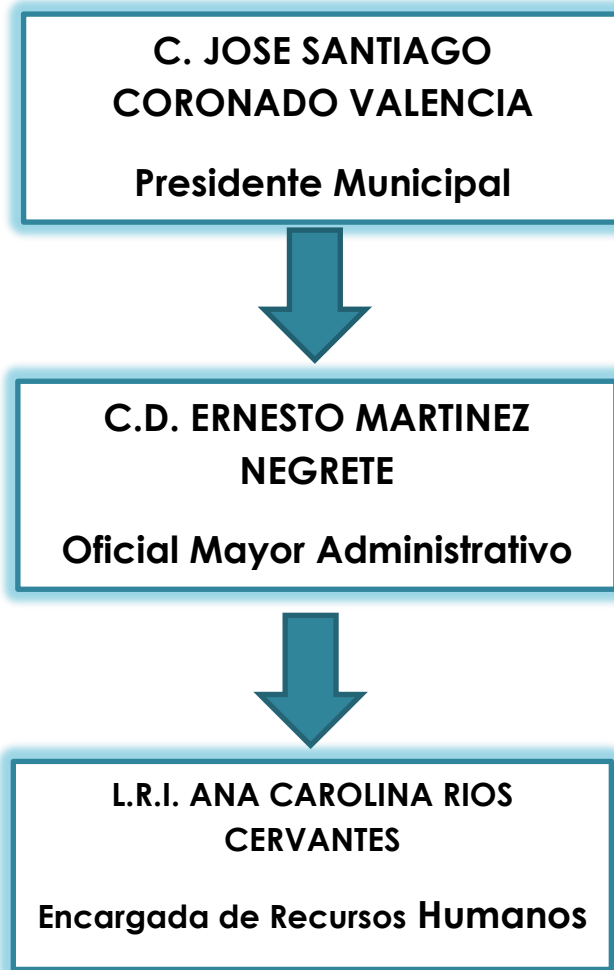 C. JOSE SANTIAGO
CORONADO VALENCIA
Presidente Municipal
C.D. ERNESTO MARTINEZ
NEGRETE
Oficial Mayor Administrativo
L.R.I. ANA CAROLINA RIOS
CERVANTES
Encargada de Recursos Humanos